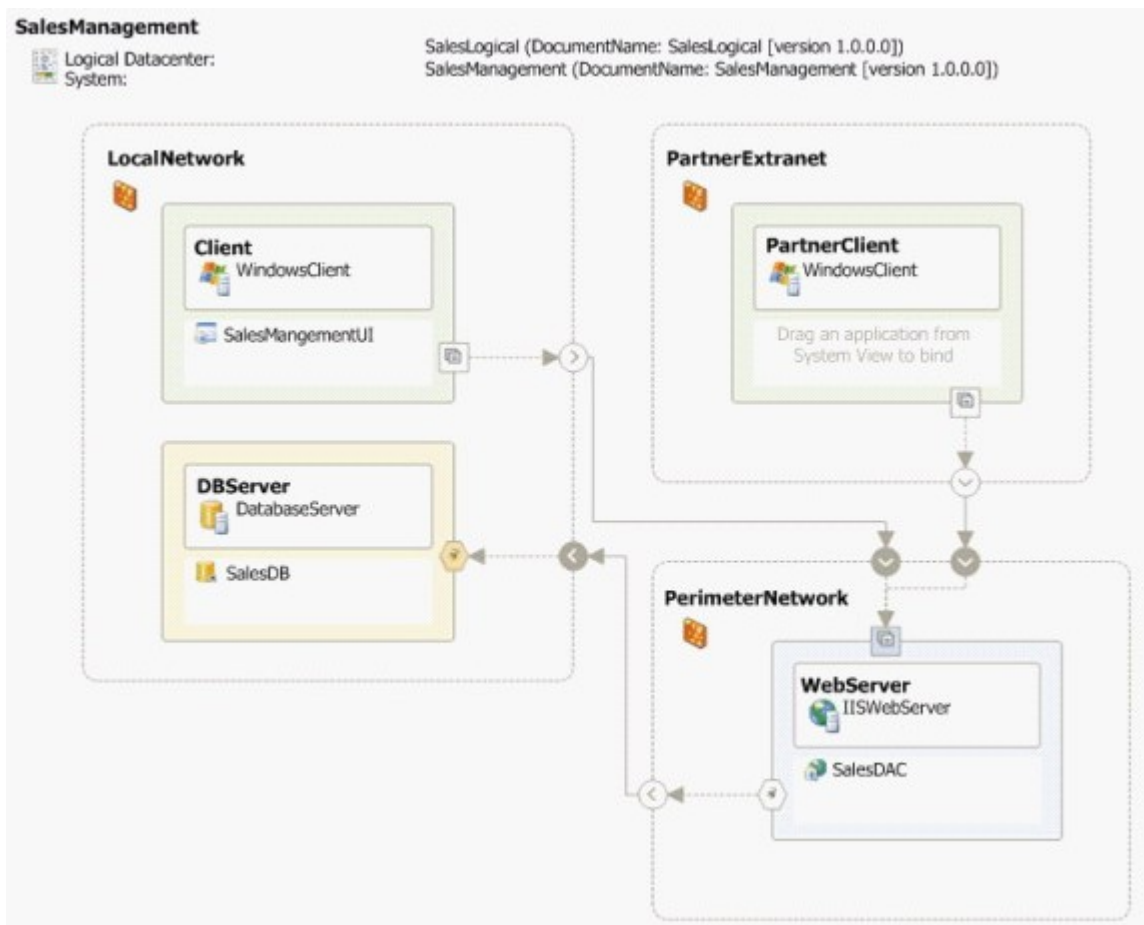 SalesManagement
Logical Datacenter:
System:
SalesLogical (DocumentName: SalesLogical [version 1.0.0.0])
SalesManagement (DocumentName: SalesManagement [version 1.0.0.0])
LocalNetwork
Client
WindowsClient
SalesMangementUI
DBServer
DatabaseServer
SalesDB
PartnerExtranet
PartnerClient
WindowsClient
Drag an application from
System View to bind
PerimeterNetwork
WebServer
IISWebServer
SalesDAC